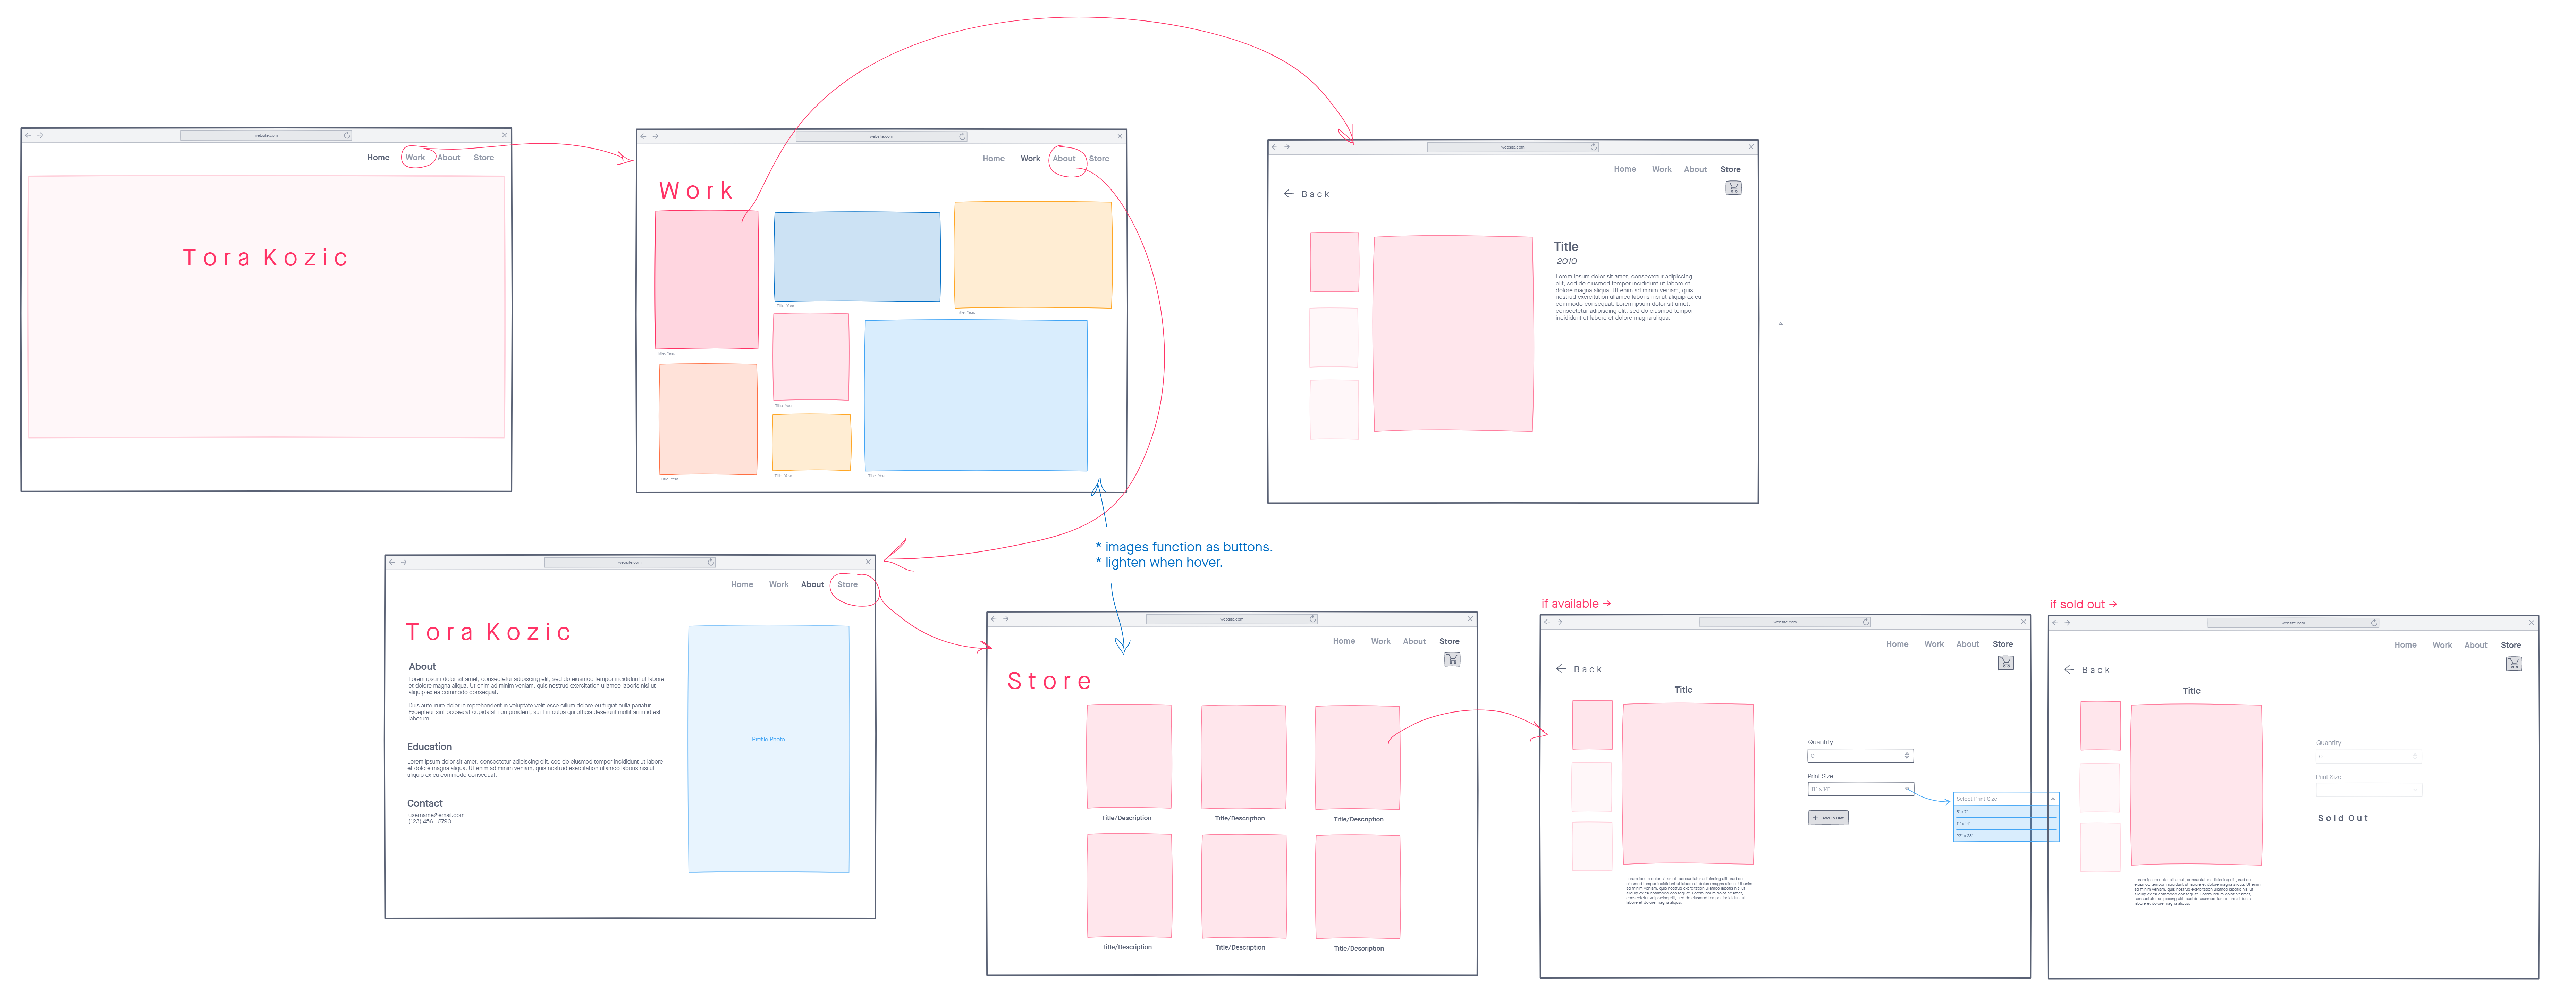 website.com
Home Work About Store
Tora Kozic
website.com
Home Work About Store
Work
Title. Year.
Title. Year.
Title. Year.
Title. Year.
Title. Year.
Title. Year.
Title. Year.
website.com
Home Work About Store
Back
Title
2010
Lorem ipsum dolor sit amet, consectetur adipiscing
elit, sed do eiusmod tempor incididunt ut labore et
dolore magna aliqua. Ut enim ad minim veniam, quis
nostrud exercitation ullamco laboris nisi ut aliquip ex ea
commodo consequat. Lorem ipsum dolor sit amet,
consectetur adipiscing elit, sed do eiusmod tempor
incididunt ut labore et dolore magna aliqua.
* images function as buttons.
* lighten when hover.
website.com
Home Work About Store
Tora Kozic
About
Lorem ipsum dolor sit amet, consectetur adipiscing elit, sed do eiusmod tempor incididunt ut labore
et dolore magna aliqua. Ut enim ad minim veniam, quis nostrud exercitation ullamco laboris nisi ut
aliquip ex ea commodo consequat.
Duis aute irure dolor in reprehenderit in voluptate velit esse cillum dolore eu fugiat nulla pariatur.
Excepteur sint occaecat cupidatat non proident, sunt in culpa qui officia deserunt mollit anim id est
laborum
Education
Lorem ipsum dolor sit amet, consectetur adipiscing elit, sed do eiusmod tempor incididunt ut labore
et dolore magna aliqua. Ut enim ad minim veniam, quis nostrud exercitation ullamco laboris nisi ut
aliquip ex ea commodo consequat.
Contact
username@email.com
(123) 456 - 8790
Profile Photo
website.com
Home Work About Store
Store
Title/Description Title/Description Title/Description
Title/Description Title/Description Title/Description
if available →
website.com
Home Work About Store
Back
Title
Quantity
0
Print Size
11" x 14"
+ Add To Cart
Select Print Size
5" x 7"
11" x 14"
Lorem ipsum dolor sit amet, consectetur adipiscing elit, sed do
eiusmod tempor incididunt ut labore et dolore magna aliqua. Ut enim
ad minim veniam, quis nostrud exercitation ullamco laboris nisi ut
aliquip ex ea commodo consequat. Lorem ipsum dolor sit amet,
consectetur adipiscing elit, sed do eiusmod tempor incididunt ut
labore et dolore magna aliqua.
if sold out →
website.com
Home Work About Store
Back
Title
Quantity
0
Print Size
-
Sold Out
Lorem ipsum dolor sit amet, consectetur adipiscing elit, sed do
eiusmod tempor incididunt ut labore et dolore magna aliqua. Ut enim
ad minim veniam, quis nostrud exercitation ullamco laboris nisi ut
aliquip ex ea commodo consequat. Lorem ipsum dolor sit amet,
consectetur adipiscing elit, sed do eiusmod tempor incididunt ut
labore et dolore magna aliqua.